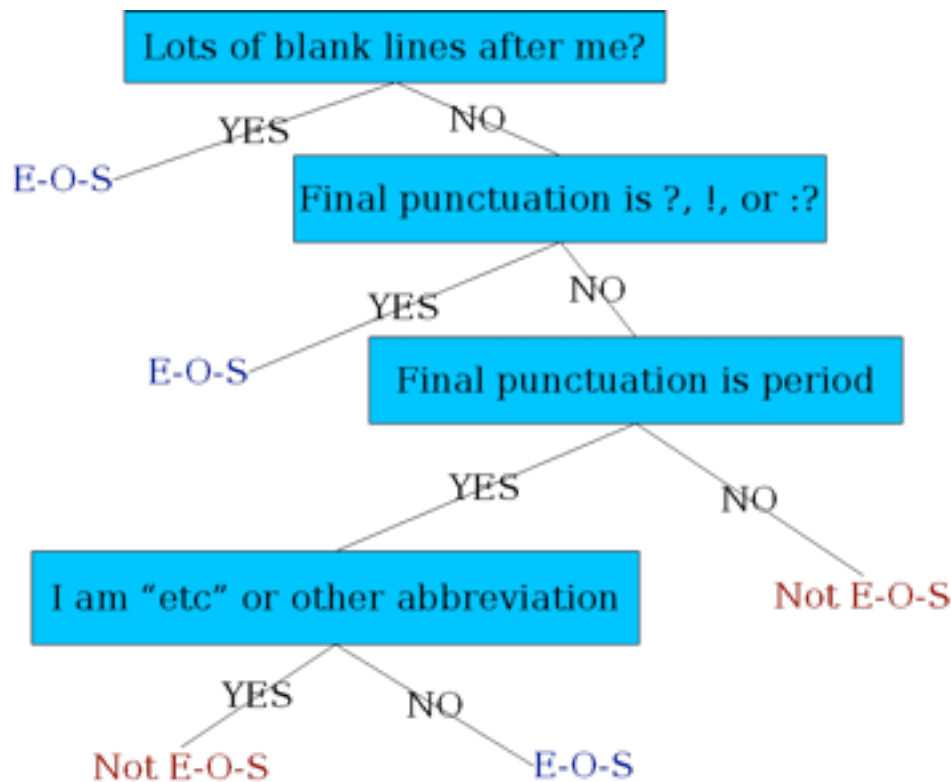 Lots of blank lines after me?
YES
NO
E-O-S
Final punctuation is ?, !, or :?
YES
NO
E-O-S
Final punctuation is period
YES
NO
I am “etc” or other abbreviation
Not E-O-S
YES
NO
Not E-O-S
E-O-S